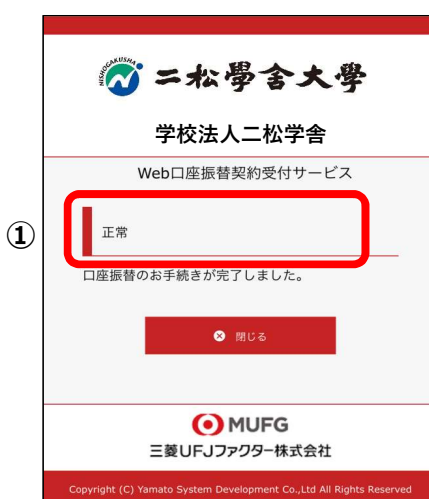 NISHOGAKUSHA
二松學舍大學
学校法人二松学舎
Web口座振替契約受付サービス
①
正常
口座振替のお手続きが完了しました。
閉じる
MUFG
三菱UFJファクター株式会社
Copyright (C) Yamato System Development Co.,Ltd All Rights Reserved